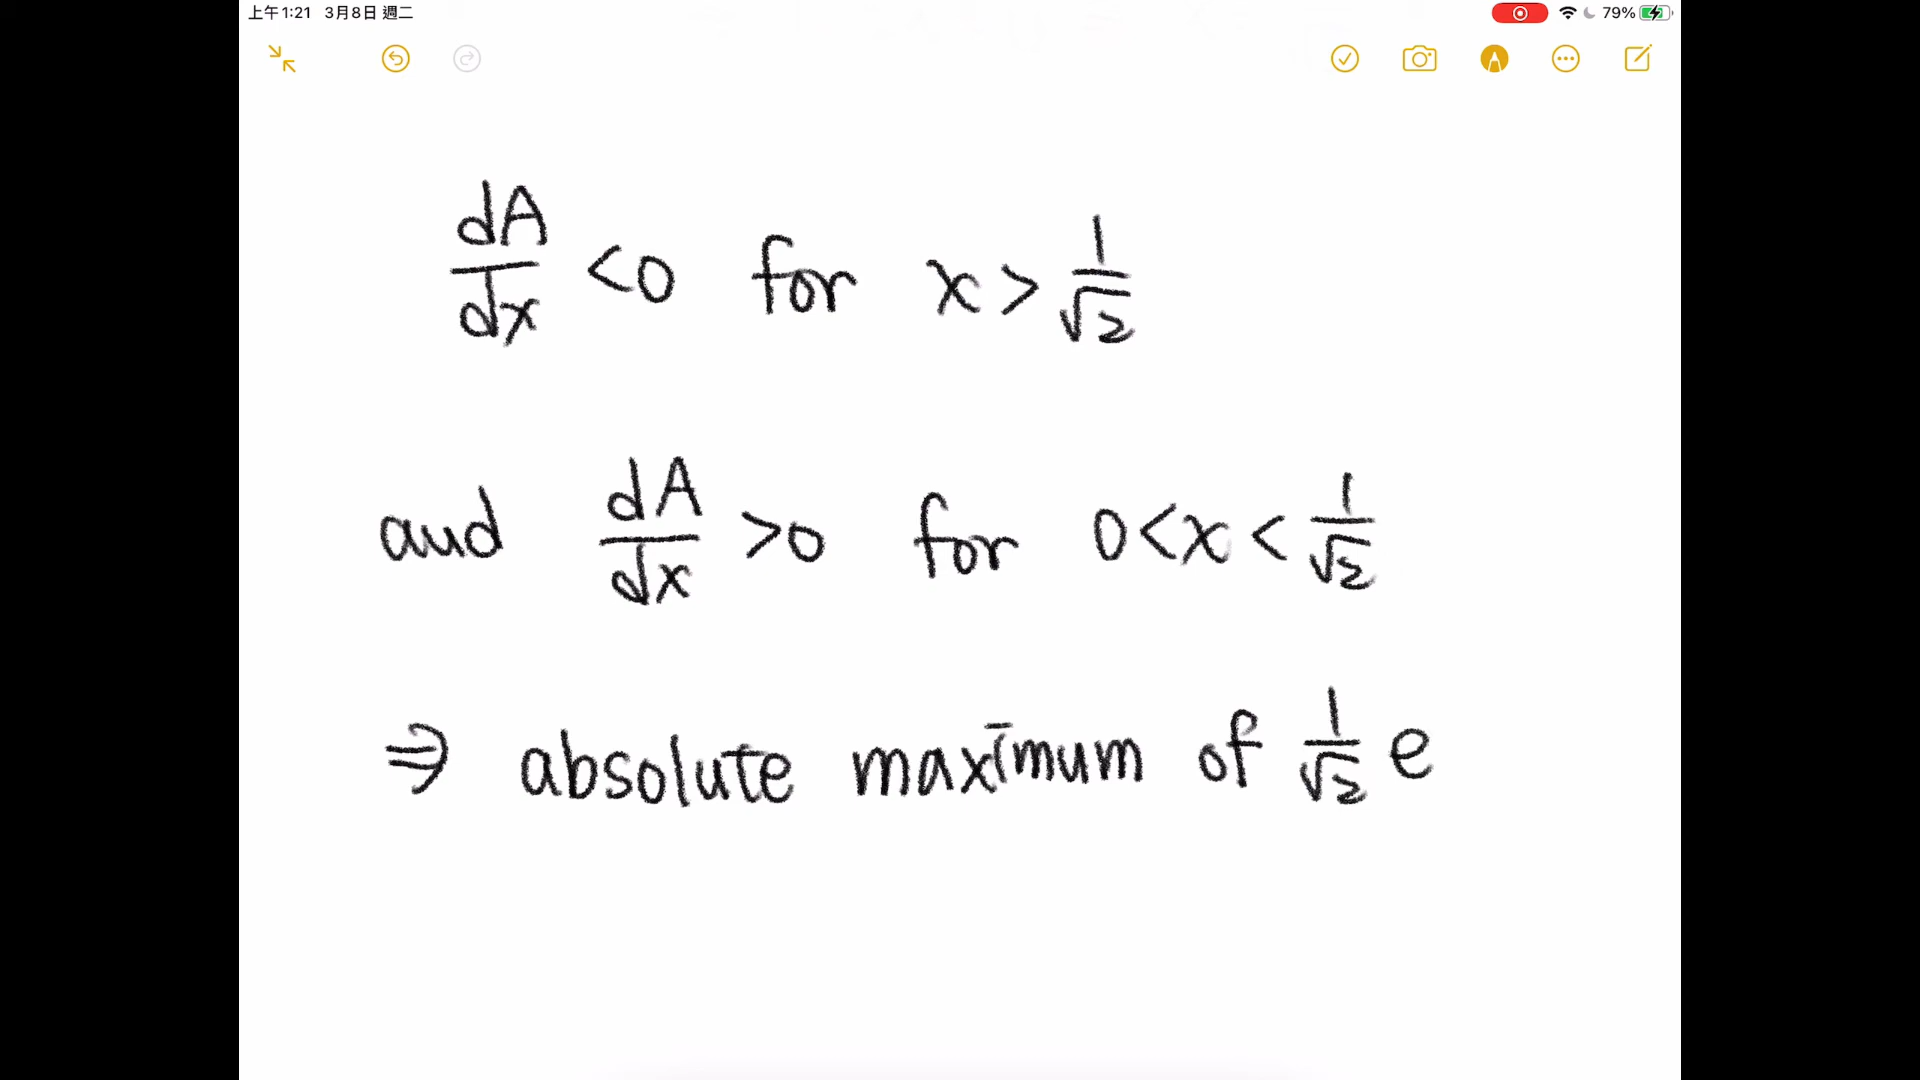 上午1:21 3月8日 週二 79%
dA/dx <0 for x> 1/√2
and dA/dx >0 for 0<x< 1/√2
⇒ absolute maximum of 1/√2 e